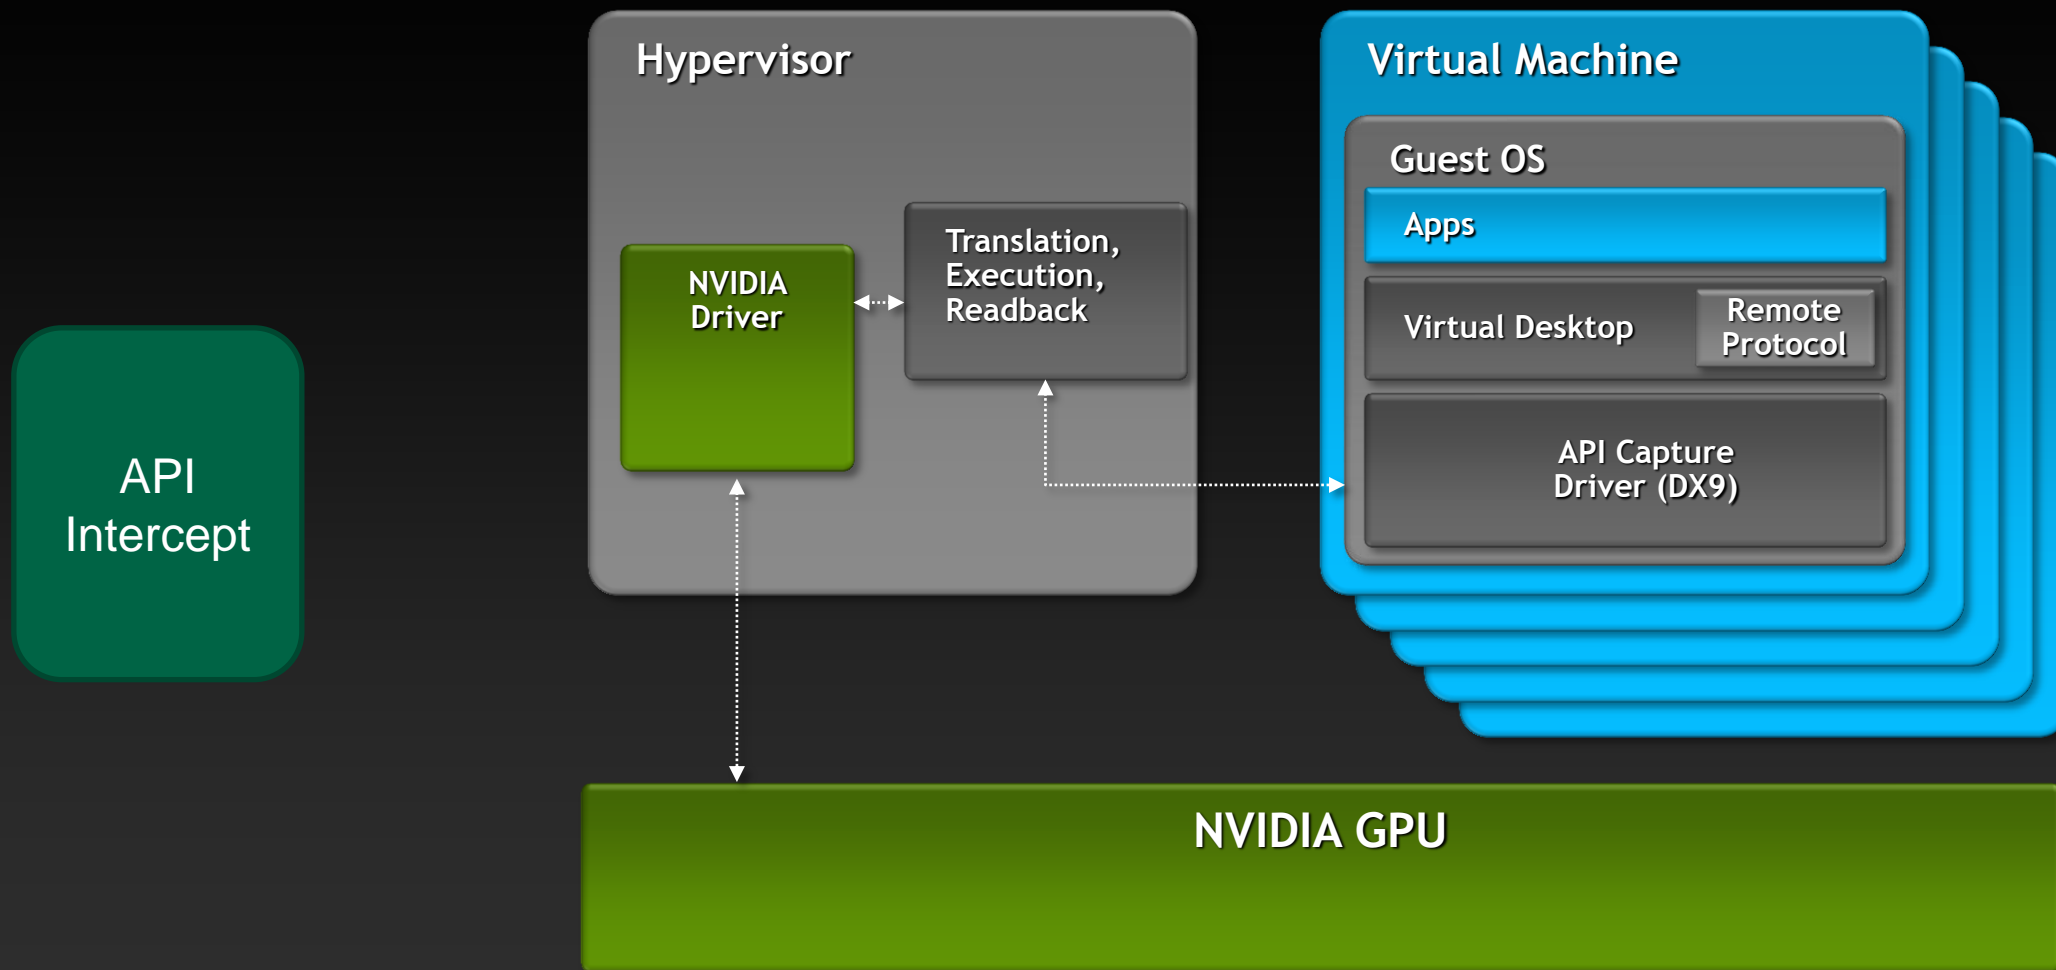 API
Intercept
Hypervisor
NVIDIA
Driver
Translation,
Execution,
Readback
Virtual Machine
Guest OS
Apps
Virtual Desktop
Remote
Protocol
API Capture
Driver (DX9)
NVIDIA GPU